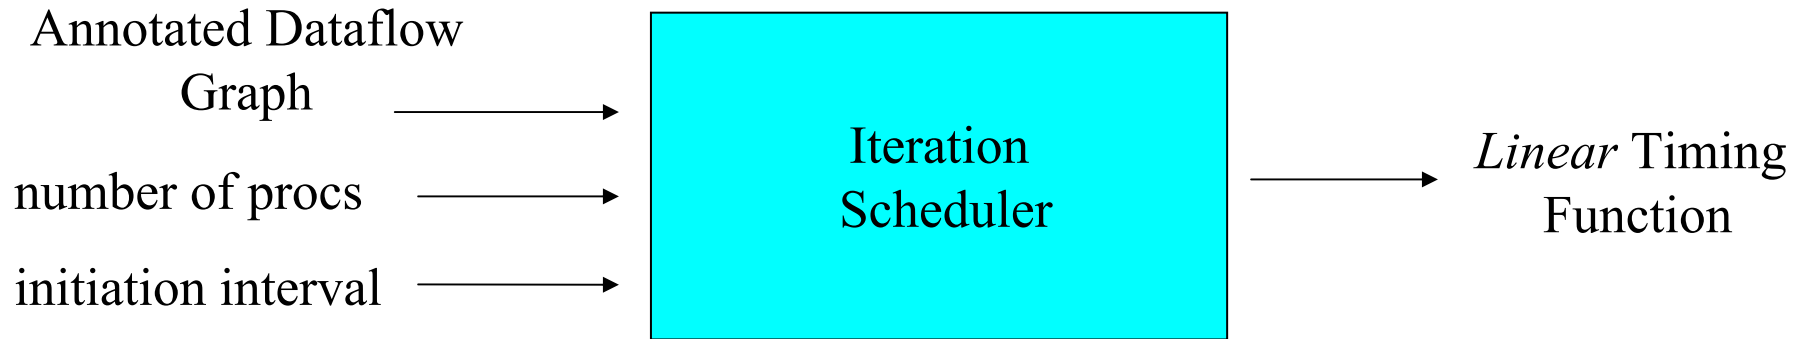 Annotated Dataflow
Graph
number of procs
initiation interval
Iteration
Scheduler
Linear Timing
Function